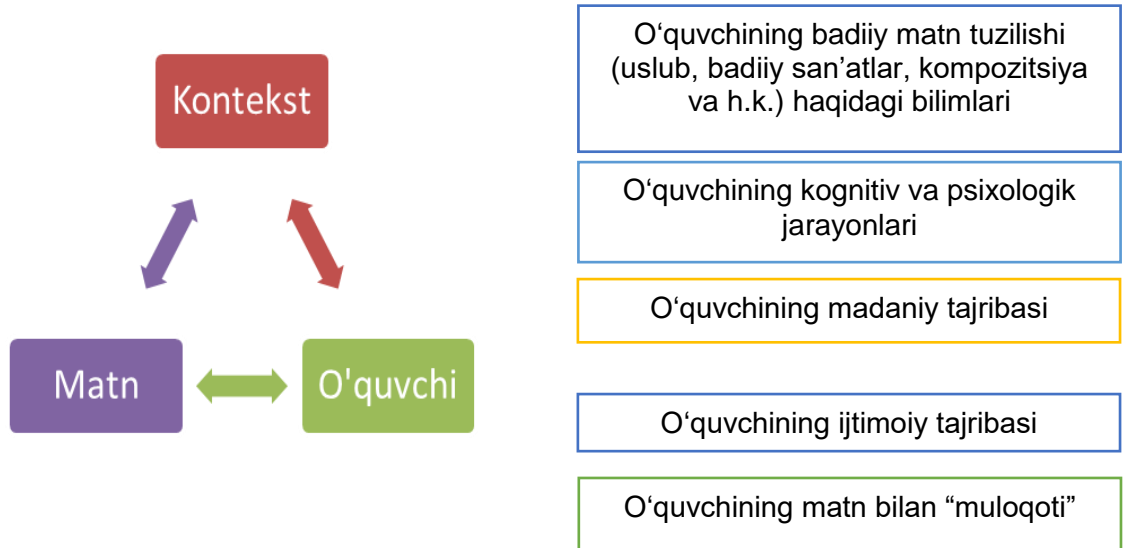 Kontekst
Matn
O'quvchi
O‘quvchining badiiy matn tuzilishi
(uslub, badiiy san’atlar, kompozitsiya
va h.k.) haqidagi bilimlari
O‘quvchining kognitiv va psixologik
jarayonlari
O‘quvchining madaniy tajribasi
O‘quvchining ijtimoiy tajribasi
O‘quvchining matn bilan “muloqoti”